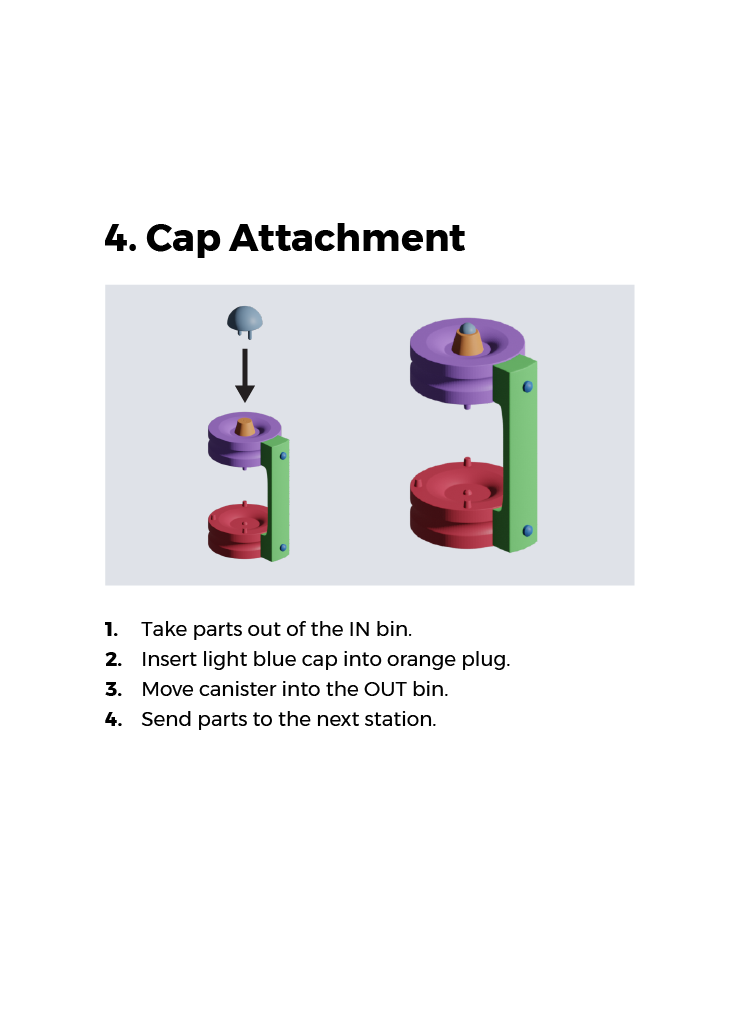 4. Cap Attachment
1. Take parts out of the IN bin.
2. Insert light blue cap into orange plug.
3. Move canister into the OUT bin.
4. Send parts to the next station.